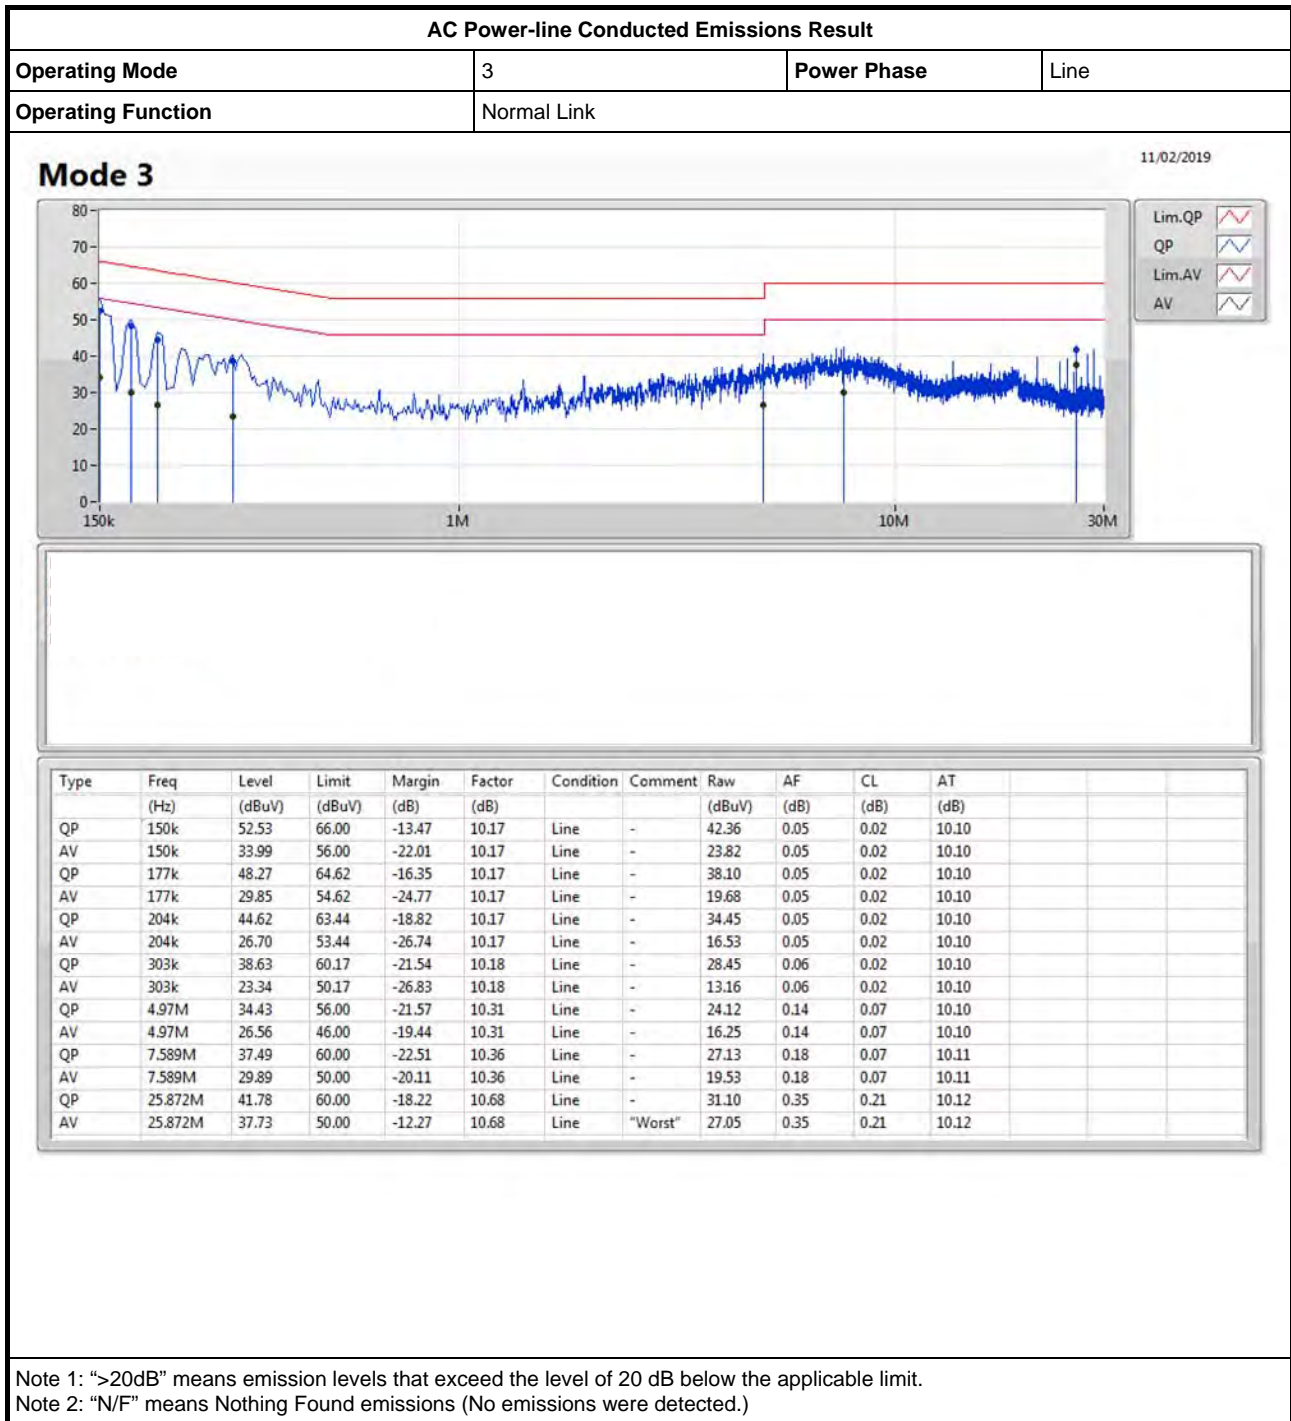 AC Power-line Conducted Emissions Result
Operating Mode 3 Power Phase Line
Operating Function Normal Link
11/02/2019
Mode 3
80
70
60
50
40
30
20
10
0
150k 1M 10M 30M
Lim.QP
QP
Lim.AV
AV
Type Freq Level Limit Margin Factor Condition Comment Raw AF CL AT
(Hz) (dBuV) (dBuV) (dB) (dB) (dBuV) (dB) (dB) (dB)
QP 150k 52.53 66.00 -13.47 10.17 Line - 42.36 0.05 0.02 10.10
AV 150k 33.99 56.00 -22.01 10.17 Line - 23.82 0.05 0.02 10.10
QP 177k 48.27 64.62 -16.35 10.17 Line - 38.10 0.05 0.02 10.10
AV 177k 29.85 54.62 -24.77 10.17 Line - 19.68 0.05 0.02 10.10
QP 204k 44.62 63.44 -18.82 10.17 Line - 34.45 0.05 0.02 10.10
AV 204k 26.70 53.44 -26.74 10.17 Line - 16.53 0.05 0.02 10.10
QP 303k 38.63 60.17 -21.54 10.18 Line - 28.45 0.06 0.02 10.10
AV 303k 23.34 50.17 -26.83 10.18 Line - 13.16 0.06 0.02 10.10
QP 4.97M 34.43 56.00 -21.57 10.31 Line - 24.12 0.14 0.07 10.10
AV 4.97M 26.56 46.00 -19.44 10.31 Line - 16.25 0.14 0.07 10.10
QP 7.589M 37.49 60.00 -22.51 10.36 Line - 27.13 0.18 0.07 10.11
AV 7.589M 29.89 50.00 -20.11 10.36 Line - 19.53 0.18 0.07 10.11
QP 25.872M 41.78 60.00 -18.22 10.68 Line - 31.10 0.35 0.21 10.12
AV 25.872M 37.73 50.00 -12.27 10.68 Line "Worst" 27.05 0.35 0.21 10.12
Note 1: “>20dB” means emission levels that exceed the level of 20 dB below the applicable limit.
Note 2: “N/F” means Nothing Found emissions (No emissions were detected.)